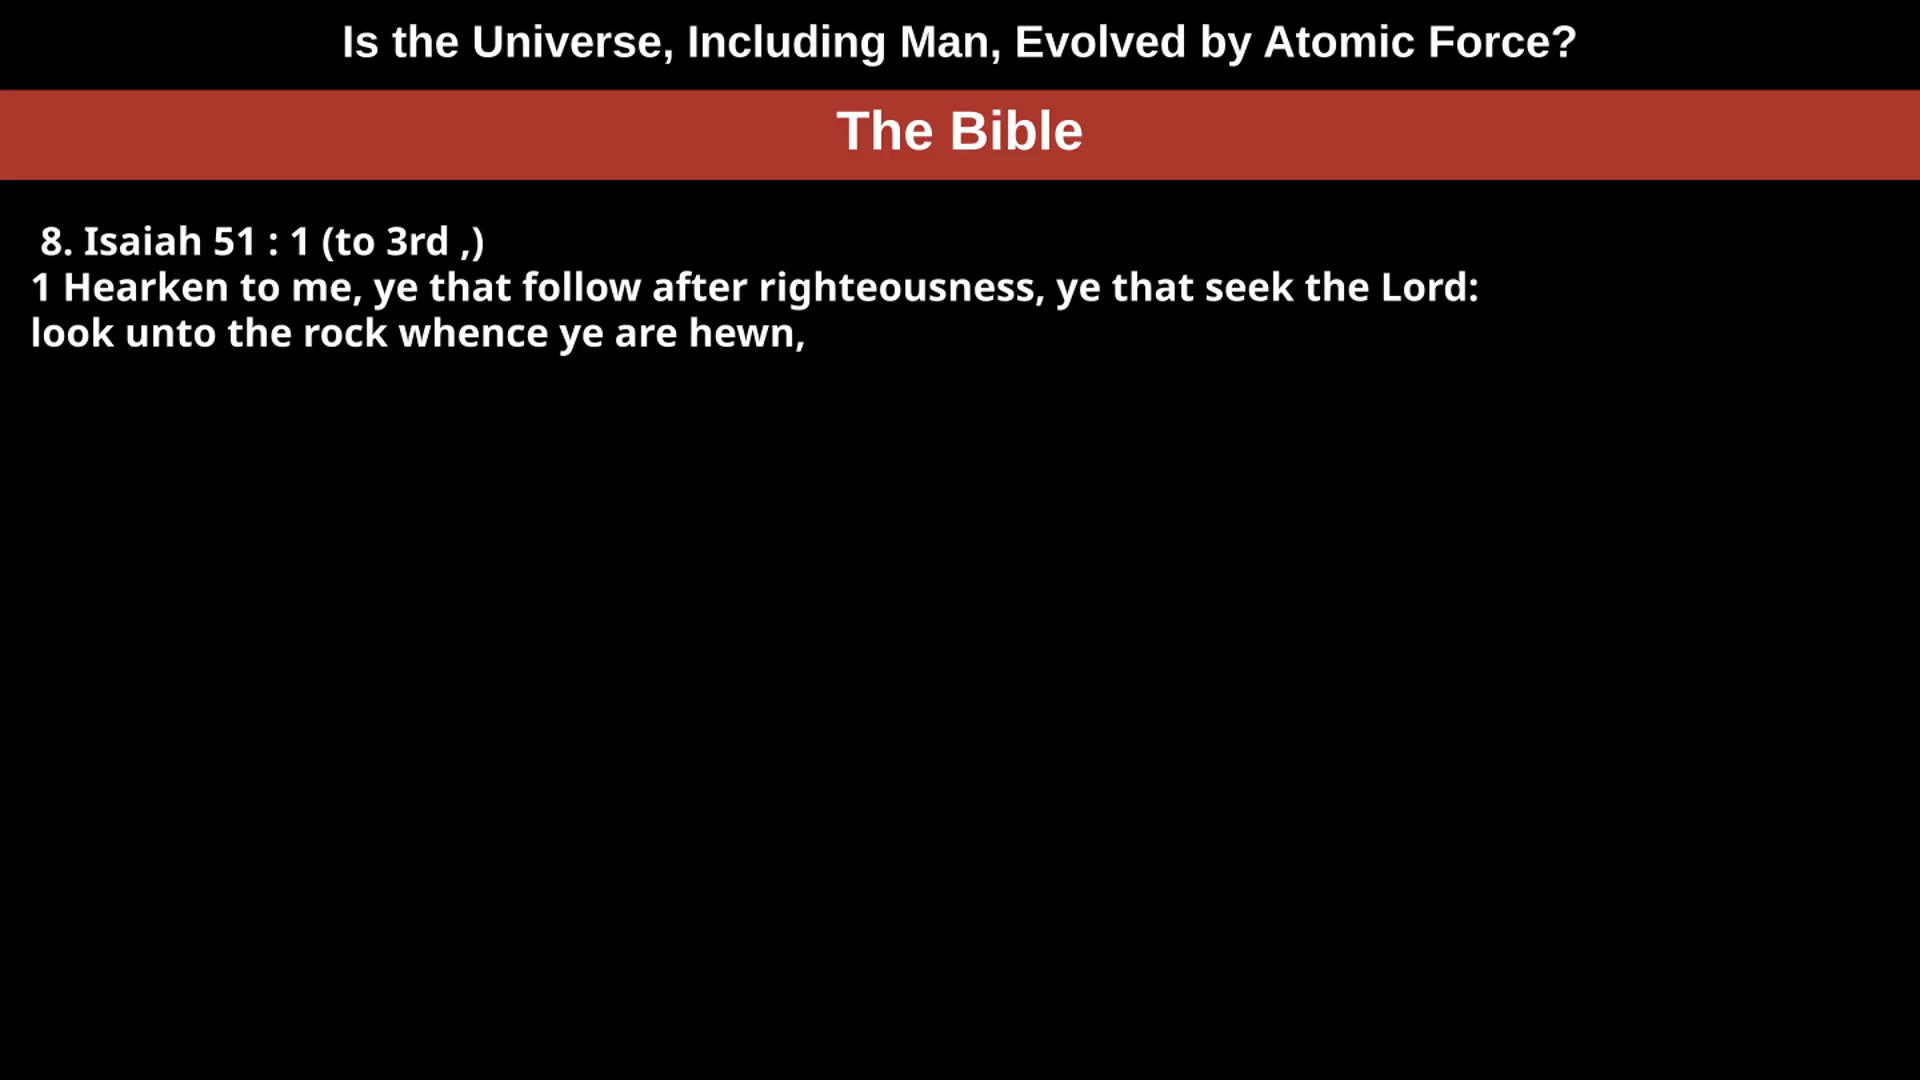 Is the Universe, Including Man, Evolved by Atomic Force?
The Bible
8. Isaiah 51 : 1 (to 3rd ,)
1 Hearken to me, ye that follow after righteousness, ye that seek the Lord:
look unto the rock whence ye are hewn,